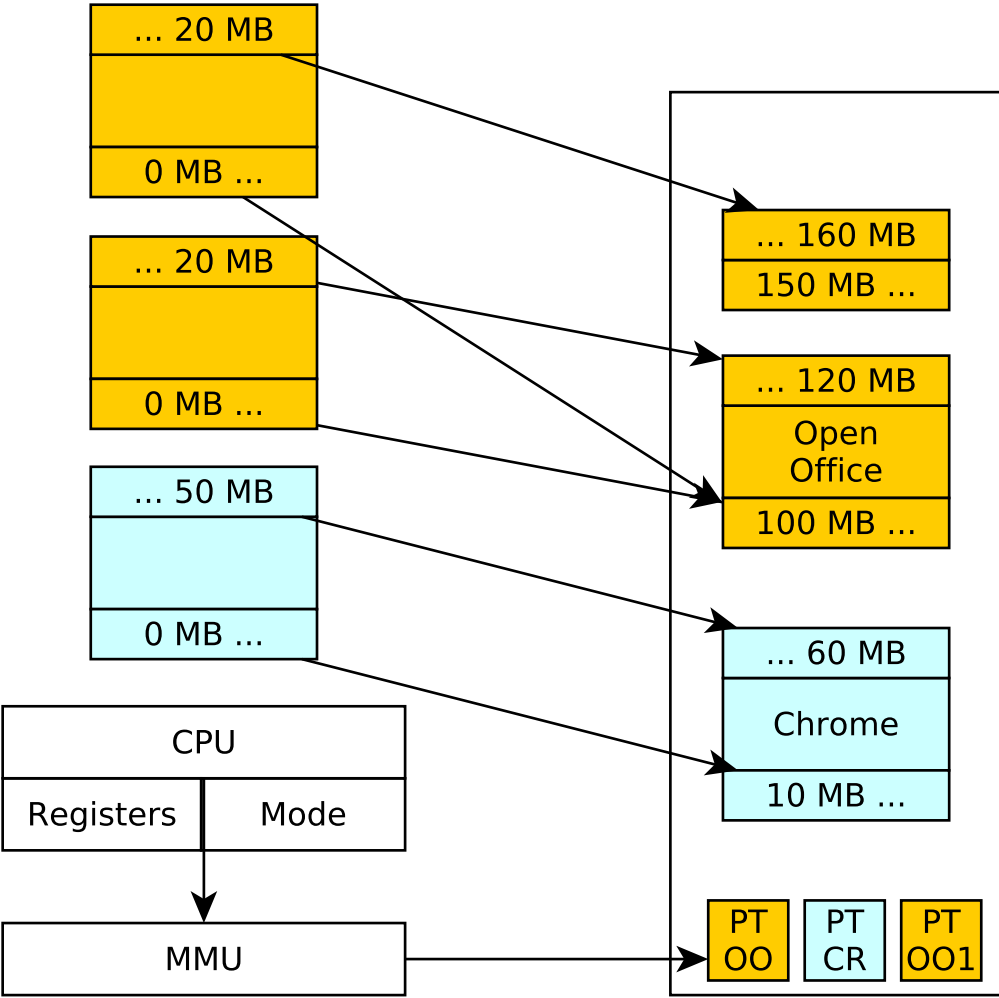 ... 20 MB
0 MB ...
... 20 MB
0 MB ...
... 50 MB
0 MB ...
CPU
Registers
Mode
MMU
... 160 MB
150 MB ...
... 120 MB
Open
Office
100 MB ...
... 60 MB
Chrome
10 MB ...
PT
OO
PT
CR
PT
OO1